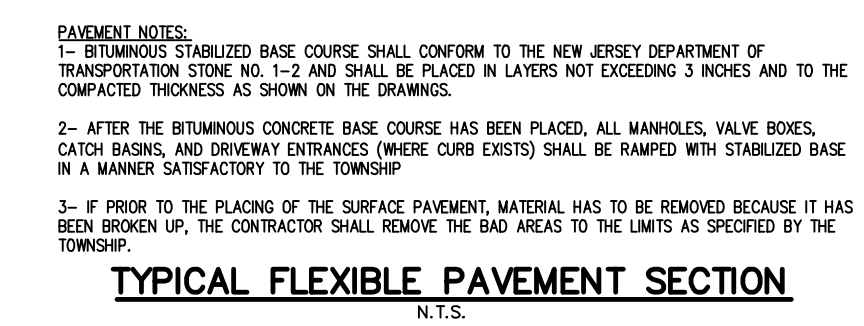 PAVEMENT NOTES:
1- BITUMINOUS STABILIZED BASE COURSE SHALL CONFORM TO THE NEW JERSEY DEPARTMENT OF
TRANSPORTATION STONE NO. 1-2 AND SHALL BE PLACED IN LAYERS NOT EXCEEDING 3 INCHES AND TO THE
COMPACTED THICKNESS AS SHOWN ON THE DRAWINGS.
2- AFTER THE BITUMINOUS CONCRETE BASE COURSE HAS BEEN PLACED, ALL MANHOLES, VALVE BOXES,
CATCH BASINS, AND DRIVEWAY ENTRANCES (WHERE CURB EXISTS) SHALL BE RAMPED WITH STABILIZED BASE
IN A MANNER SATISFACTORY TO THE TOWNSHIP
3- IF PRIOR TO THE PLACING OF THE SURFACE PAVEMENT, MATERIAL HAS TO BE REMOVED BECAUSE IT HAS
BEEN BROKEN UP, THE CONTRACTOR SHALL REMOVE THE BAD AREAS TO THE LIMITS AS SPECIFIED BY THE
TOWNSHIP.
TYPICAL FLEXIBLE PAVEMENT SECTION
N.T.S.